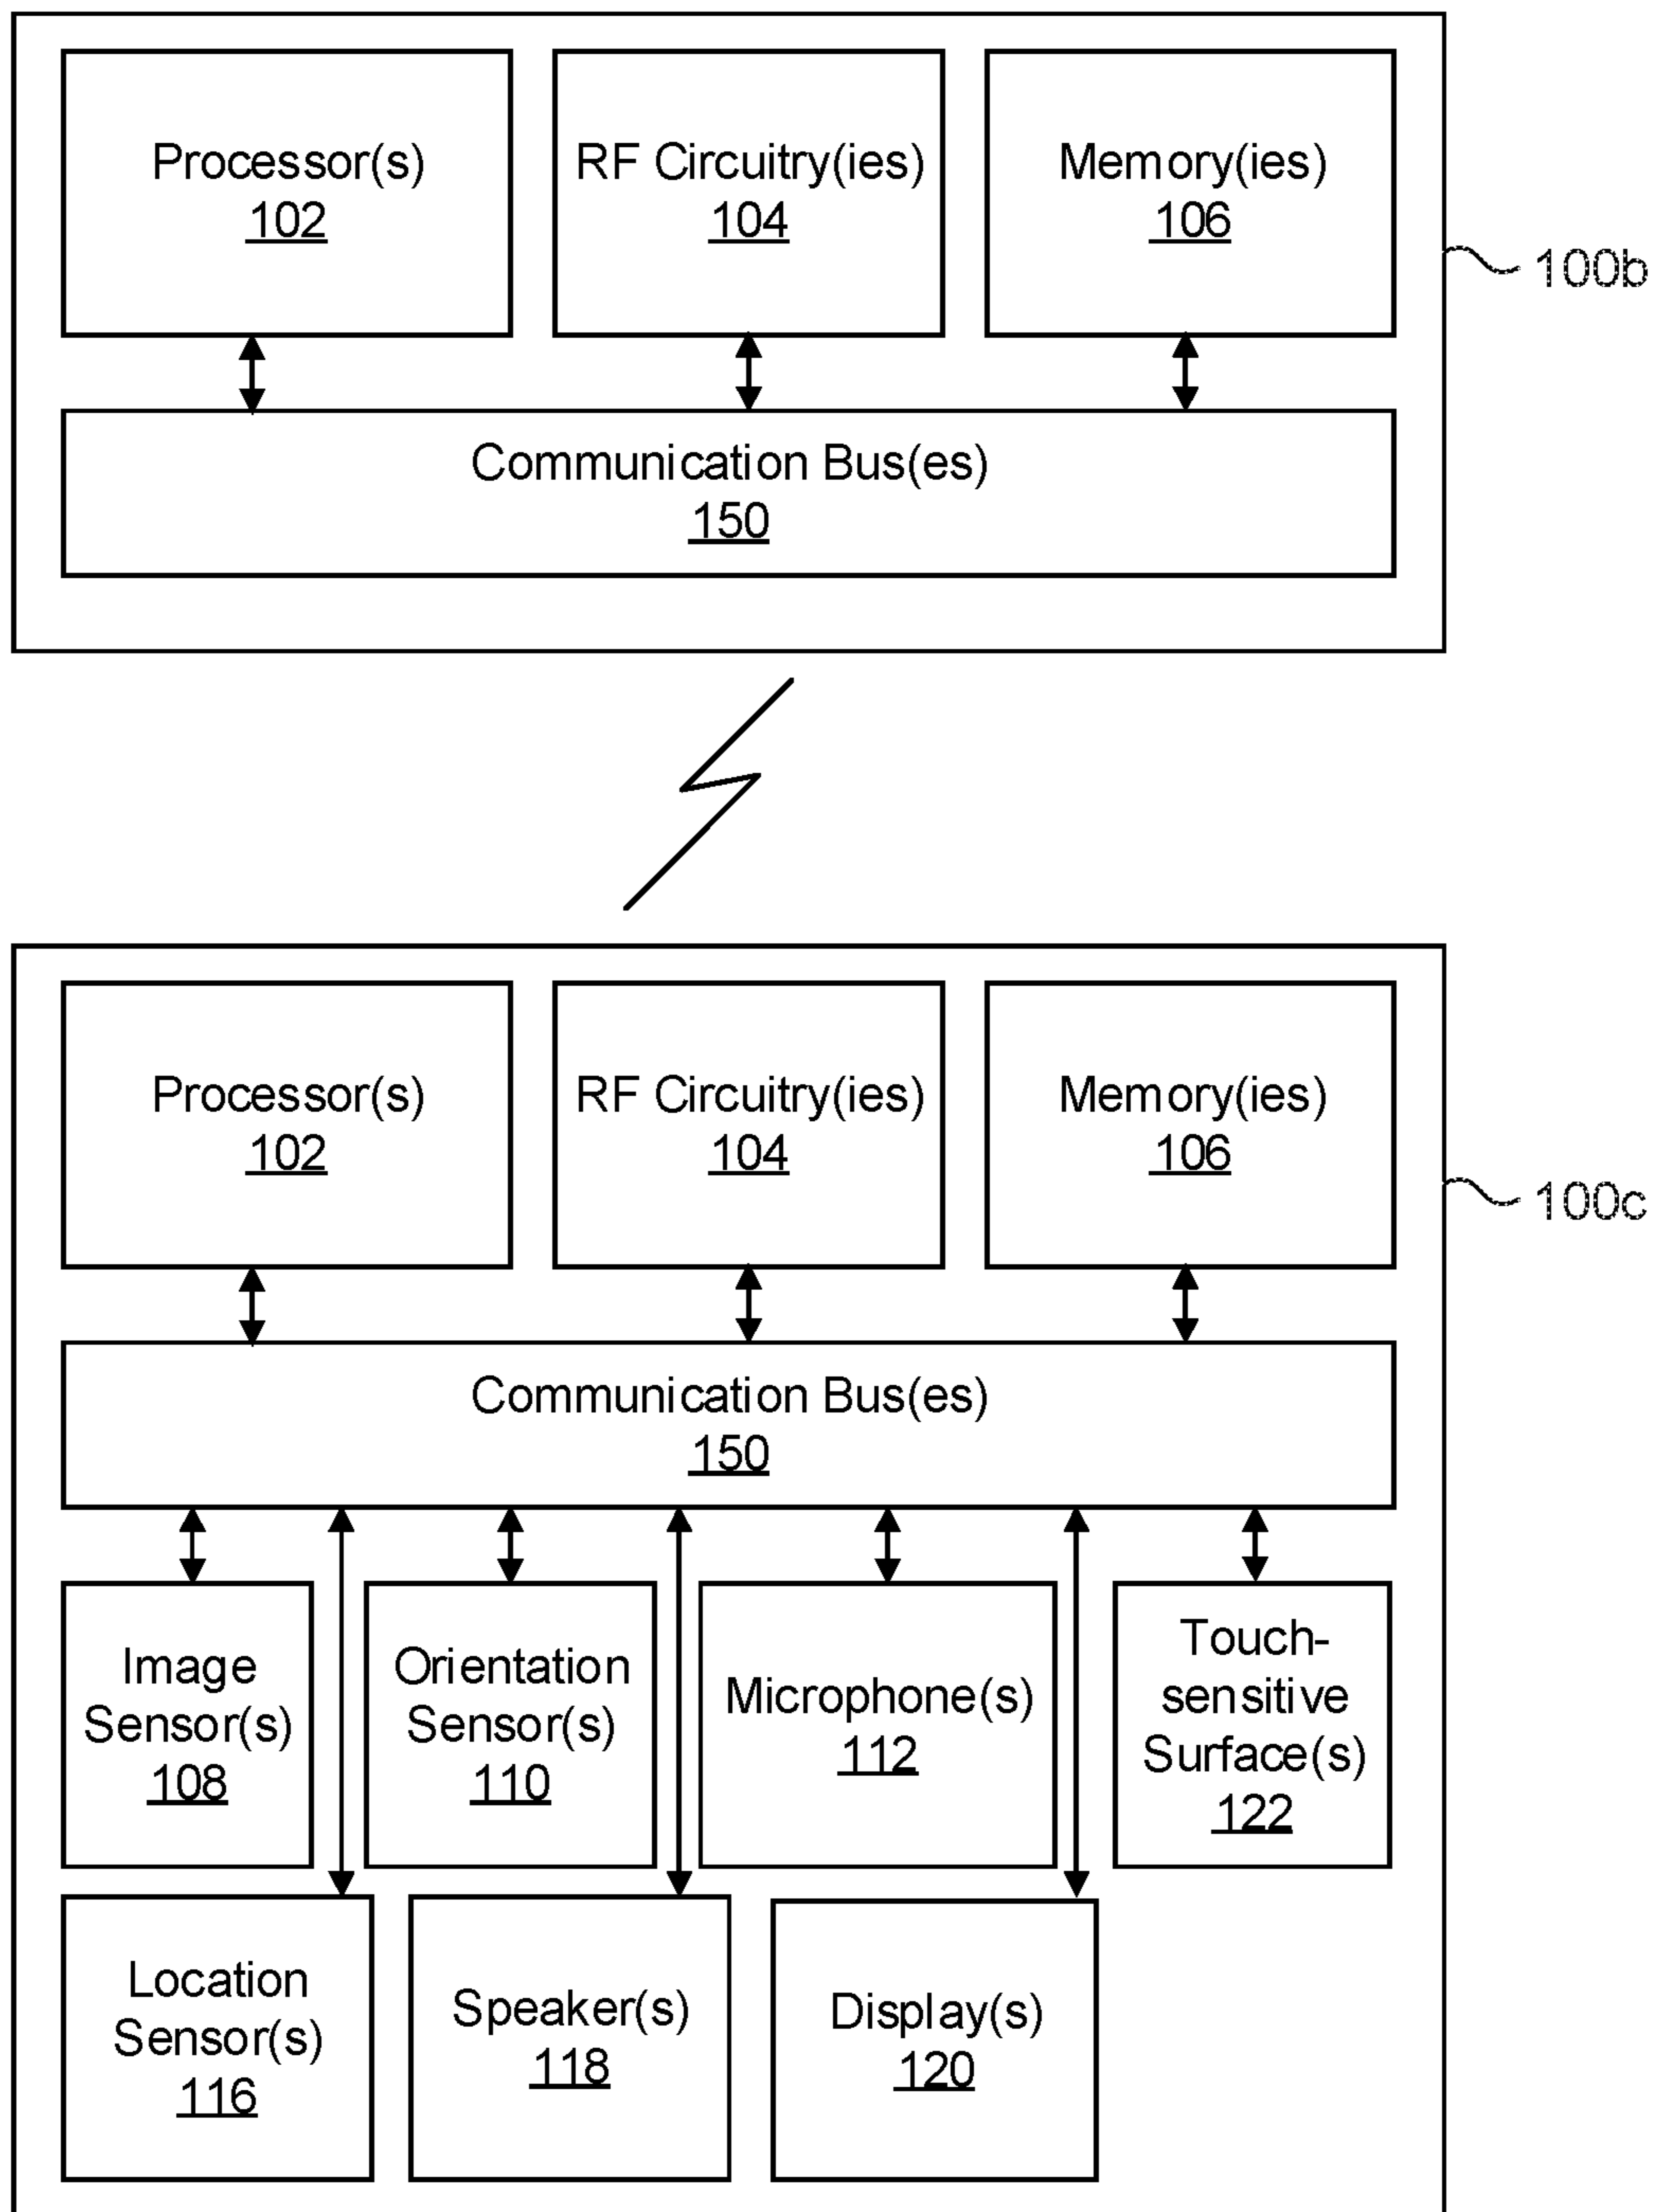 Processor(s)
102
RF Circuitry(ies)
104
Memory(ies)
106
100b
Communication Bus(es)
150
Processor(s)
102
RF Circuitry(ies)
104
Memory(ies)
106
100c
Communication Bus(es)
150
Image
Sensor(s)
108
Orientation
Sensor(s)
110
Microphone(s)
112
Touch-
sensitive
Surface(s)
122
Location
Sensor(s)
116
Speaker(s)
118
Display(s)
120